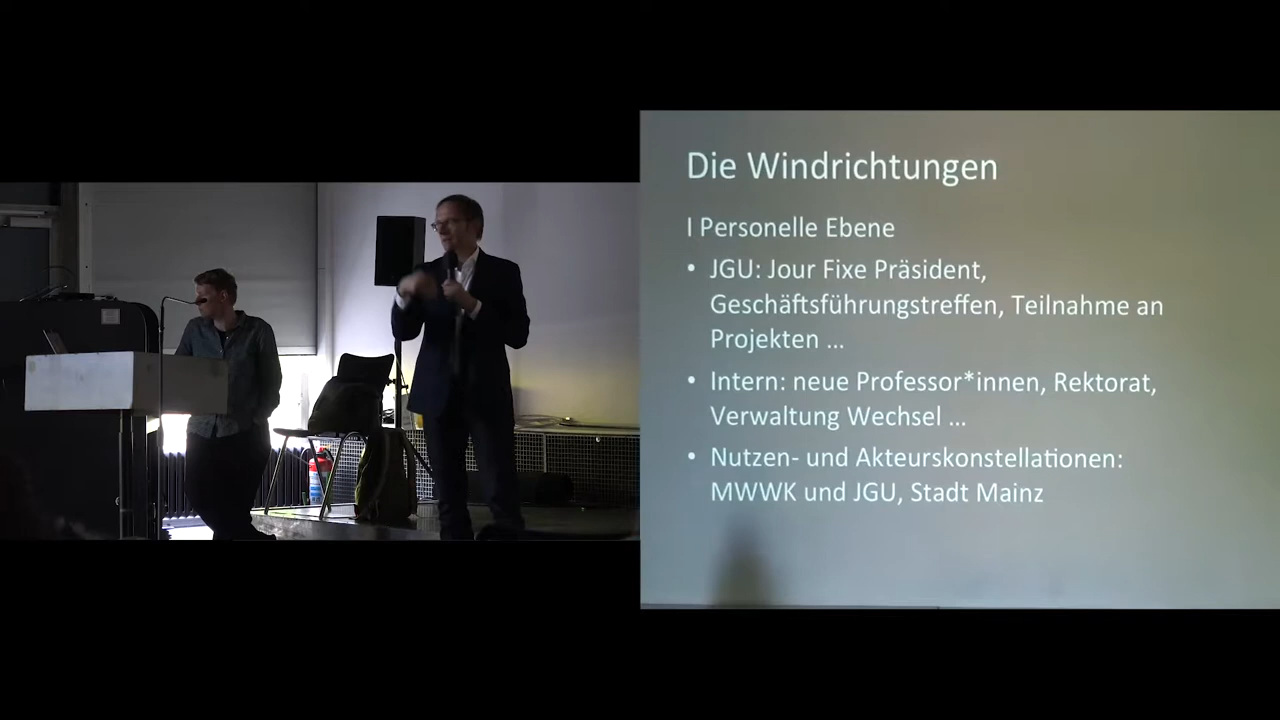 Die Windrichtungen
I Personelle Ebene
• JGU: Jour Fixe Präsident,
Geschäftsführungstreffen, Teilnahme an
Projekten ...
• Intern: neue Professor*innen, Rektorat,
Verwaltung Wechsel ...
• Nutzen- und Akteurskonstellationen:
MWWK und JGU, Stadt Mainz